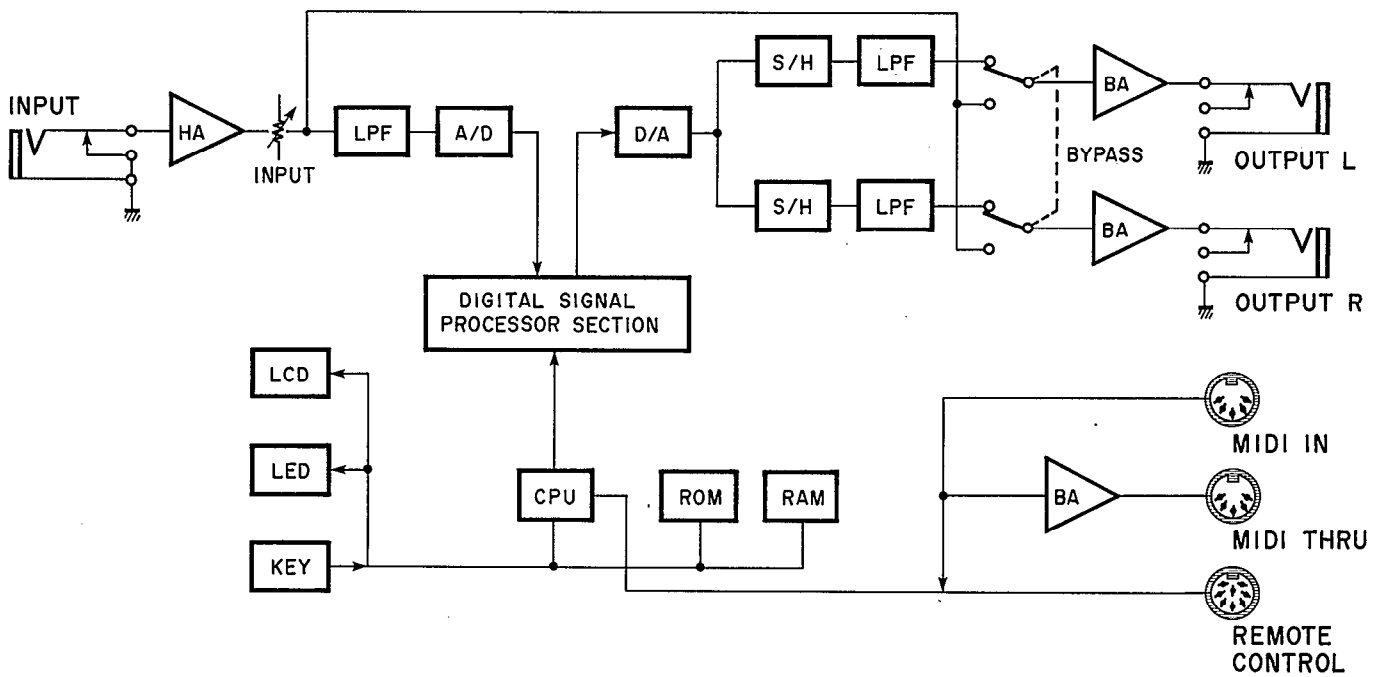 INPUT
HA
INPUT
LPF
A/D
D/A
S/H
LPF
S/H
LPF
BYPASS
BA
OUTPUT L
BA
OUTPUT R
DIGITAL SIGNAL
PROCESSOR SECTION
LCD
LED
KEY
CPU
ROM
RAM
BA
MIDI IN
MIDI THRU
REMOTE
CONTROL